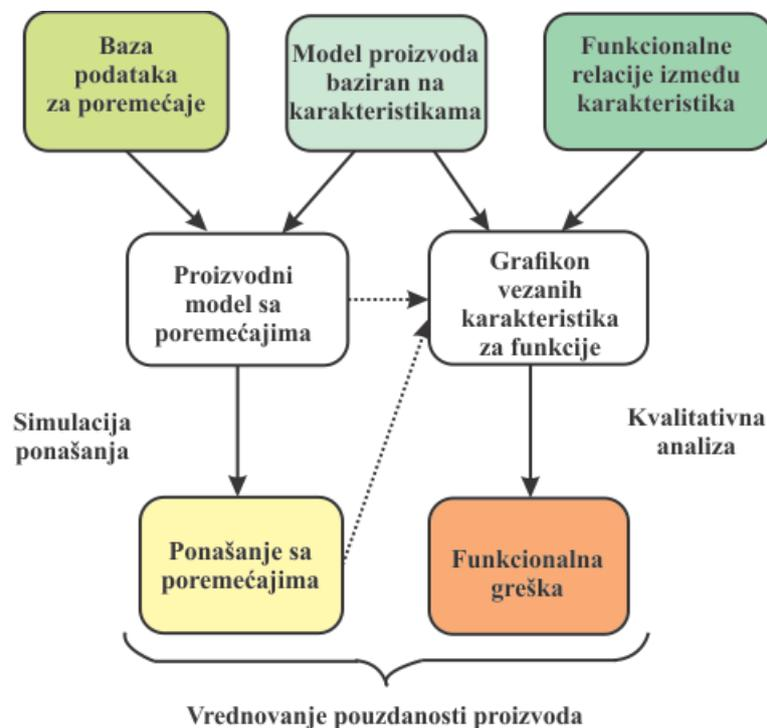 Baza
podataka
za poremećaje
Model proizvoda
baziran na
karakteristikama
Funkcionalne
relacije između
karakteristika
Proizvodni
model sa
poremećajima
Grafikon
vezanih
karakteristika
za funkcije
Simulacija
ponašanja
Kvalitativna
analiza
Ponašanje sa
poremećajima
Funkcionalna
greška
Vrednovanje pouzdanosti proizvoda